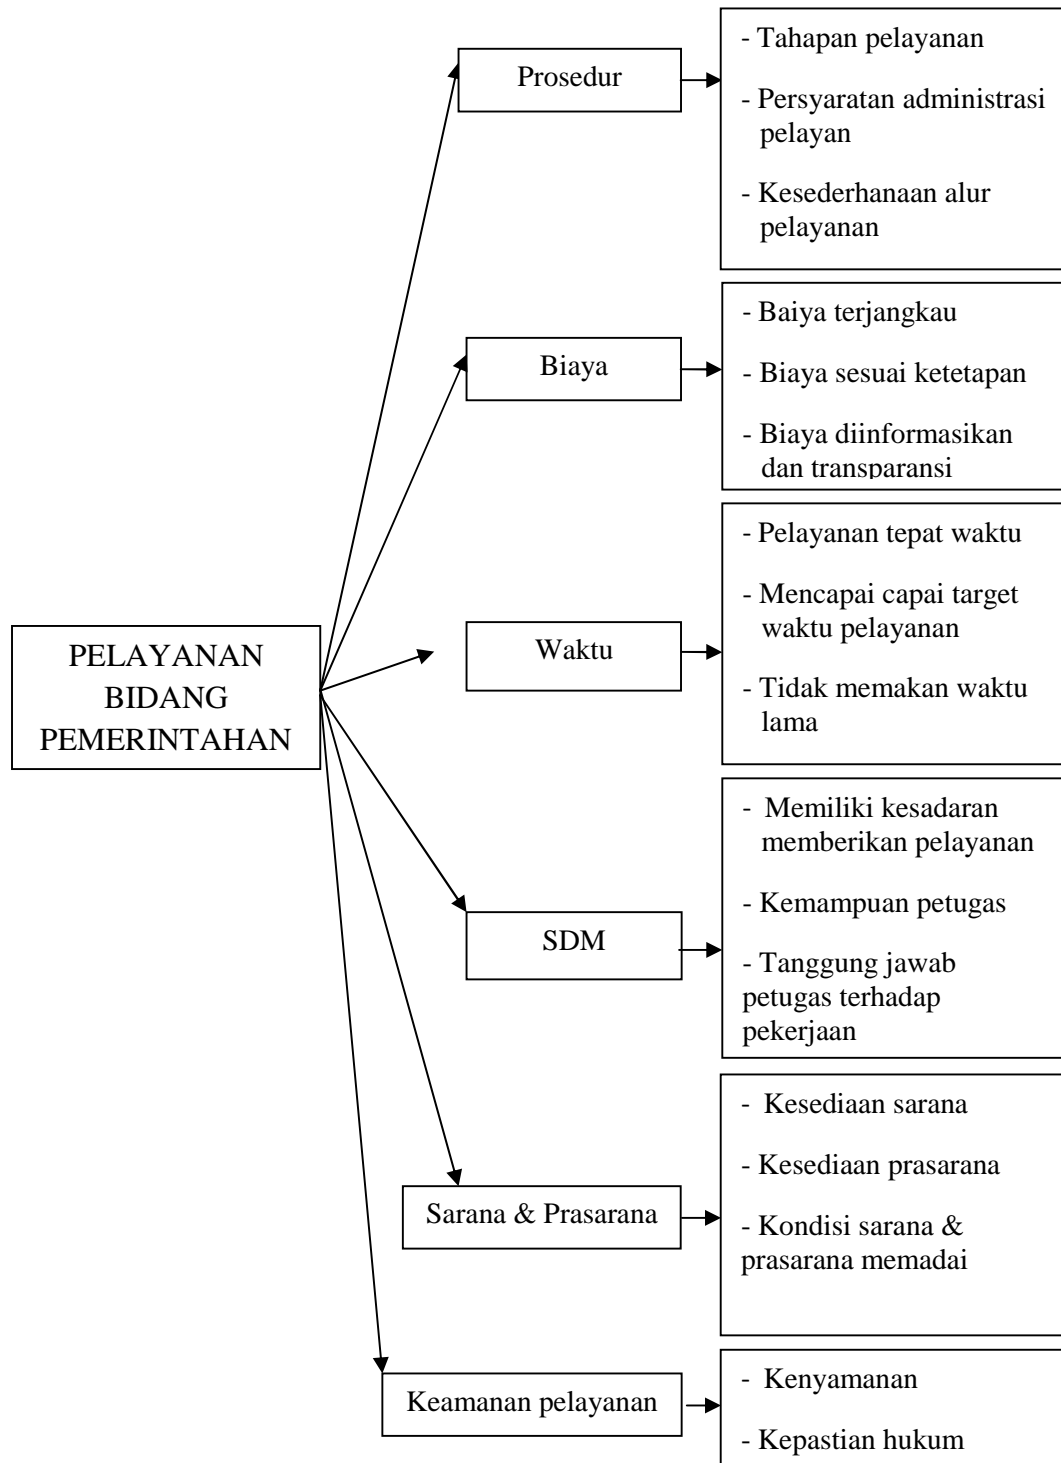 Prosedur
- Tahapan pelayanan
- Persyaratan administrasi
pelayan
- Kesederhanaan alur
pelayanan
Biaya
- Baiya terjangkau
- Biaya sesuai ketetapan
- Biaya diinformasikan
dan transparansi
PELAYANAN
BIDANG
PEMERINTAHAN
Waktu
- Pelayanan tepat waktu
- Mencapai capai target
waktu pelayanan
- Tidak memakan waktu
lama
SDM
- Memiliki kesadaran
memberikan pelayanan
- Kemampuan petugas
- Tanggung jawab
petugas terhadap
pekerjaan
Sarana & Prasarana
- Kesediaan sarana
- Kesediaan prasarana
- Kondisi sarana &
prasarana memadai
Keamanan pelayanan
- Kenyamanan
- Kepastian hukum